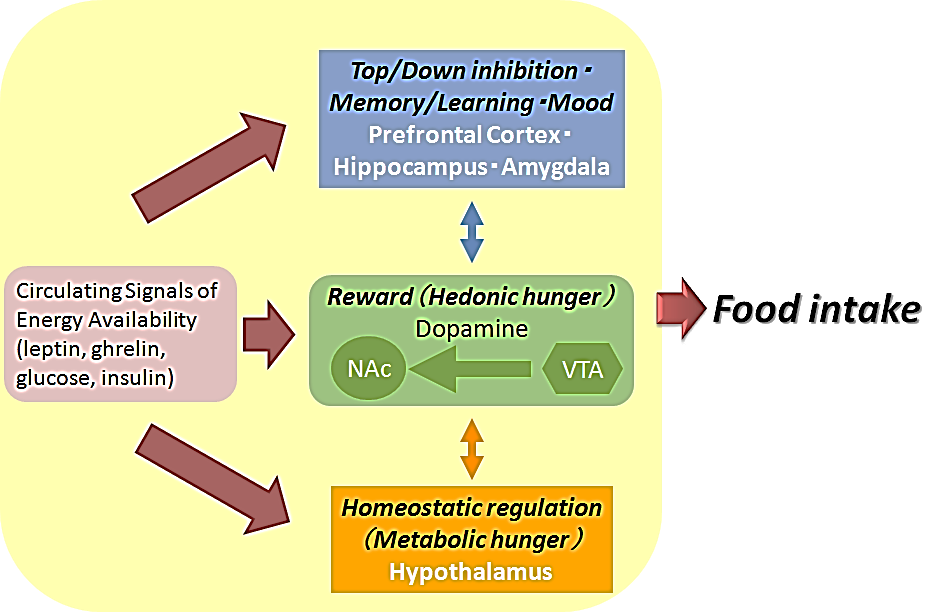 Top/Down inhibition・
Memory/Learning ・Mood
Prefrontal Cortex・
Hippocampus・Amygdala
Circulating Signals of
Energy Availability
(leptin, ghrelin,
glucose, insulin)
Reward（Hedonic hunger）
Dopamine
NAc
VTA
Food intake
Homeostatic regulation
（Metabolic hunger）
Hypothalamus